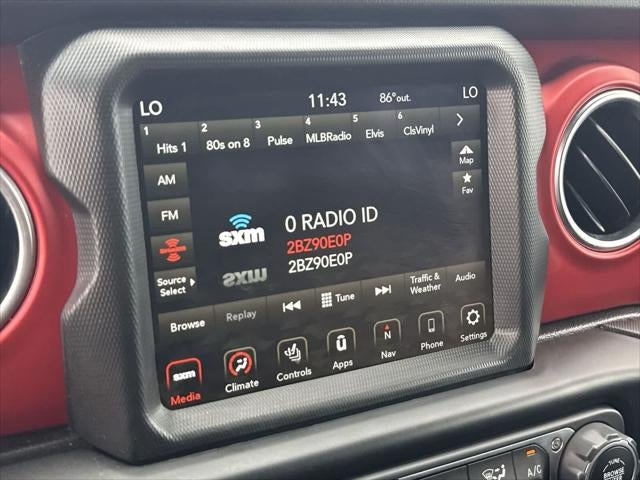 LO 11:43 86°out. LO
1 2 3 4 5 6
Hits 1 80s on 8 Pulse MLBRadio Elvis ClsVinyl
AM
Map
FM
Fav
0 RADIO ID
sxm
2BZ90E0P
2BZ90E0P
Source
Select
Browse Replay Tune Traffic & Weather Audio
sxm
Media Climate Controls Apps Nav Phone Settings
û
N
A/C
TUNE
BROWSE